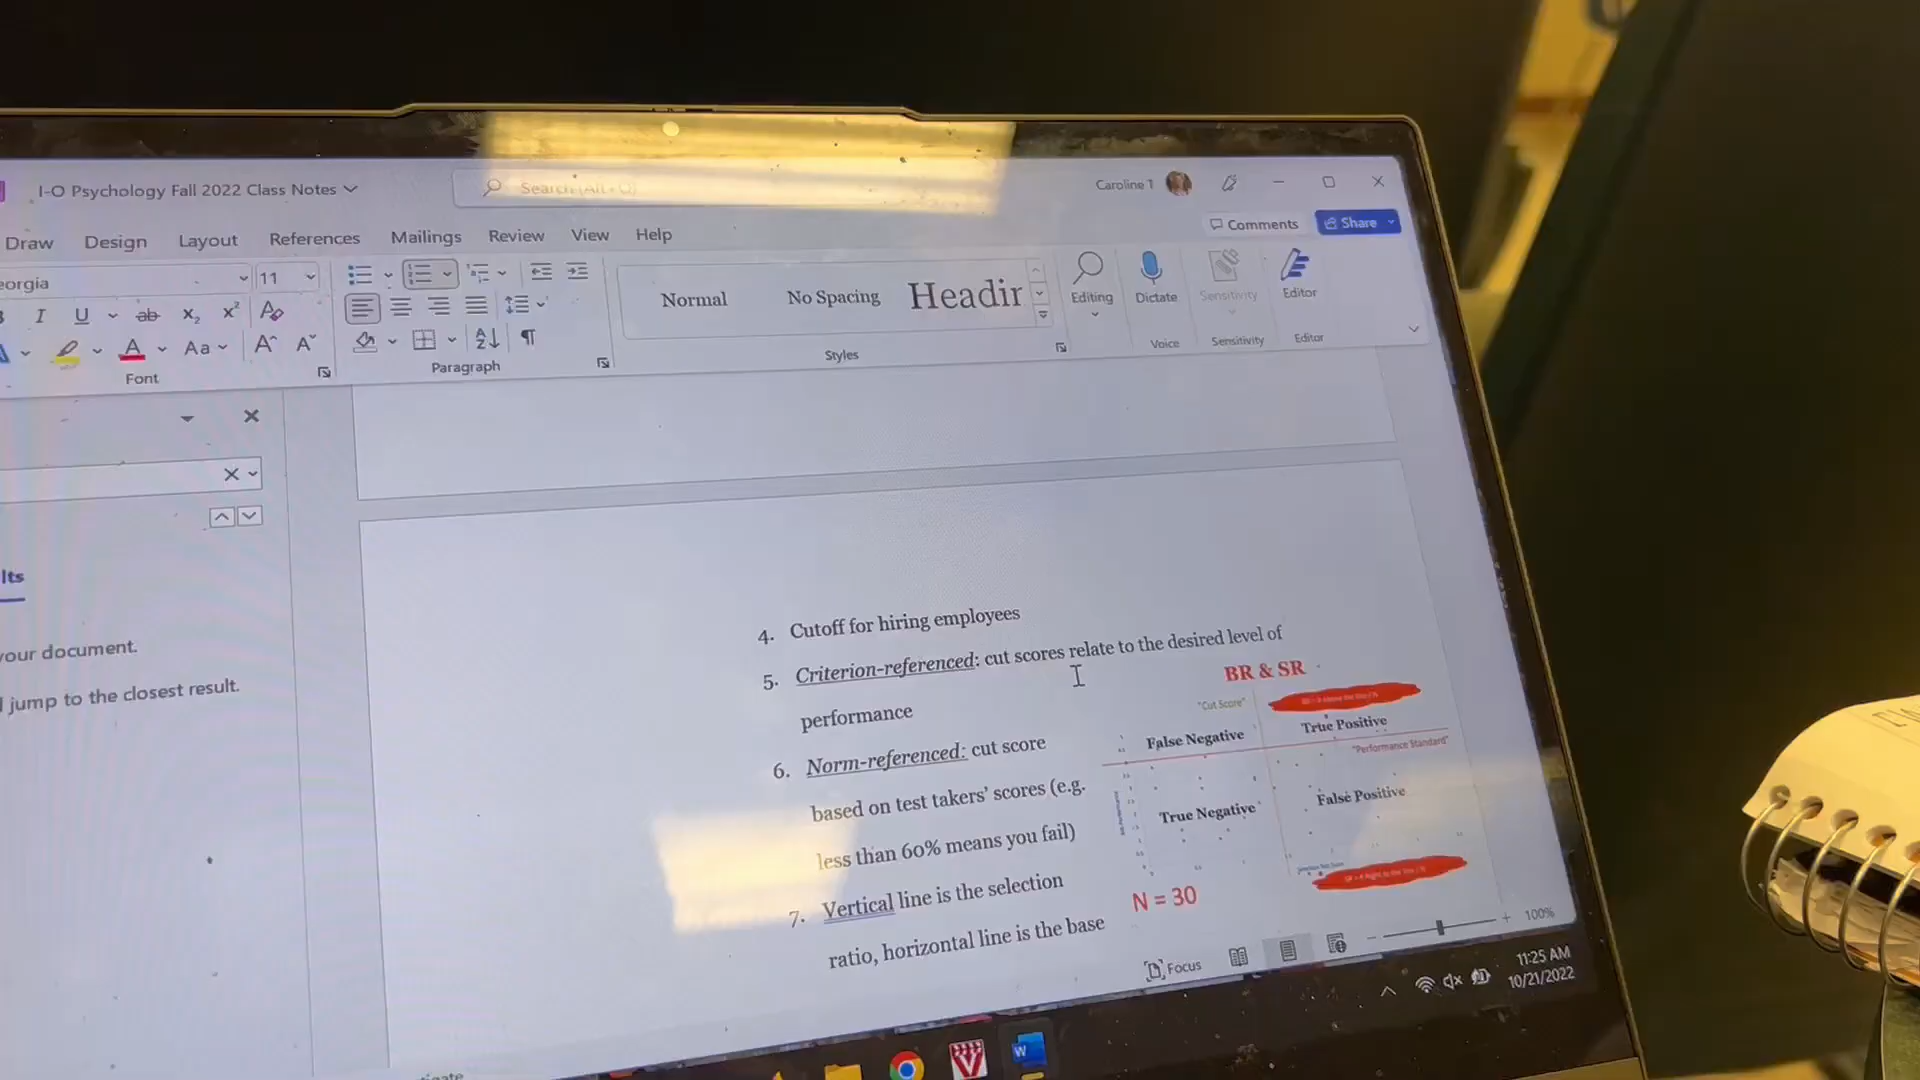 I-O Psychology Fall 2022 Class Notes
Search (Alt+Q)
Caroline T
Draw Design Layout References Mailings Review View Help
Comments Share
eorgia 11
Normal No Spacing Headin
Editing Dictate Sensitivity Editor
Font Paragraph Styles Voice Sensitivity Editor
lts
your document.
jump to the closest result.
4. Cutoff for hiring employees
5. Criterion-referenced: cut scores relate to the desired level of
performance
6. Norm-referenced: cut score
based on test takers' scores (e.g.
less than 60% means you fail)
7. Vertical line is the selection
ratio, horizontal line is the base
BR & SR
"Cut Score"
False Negative True Positive
"Performance Standard"
True Negative False Positive
N = 30
Focus 100%
11:25 AM
10/21/2022